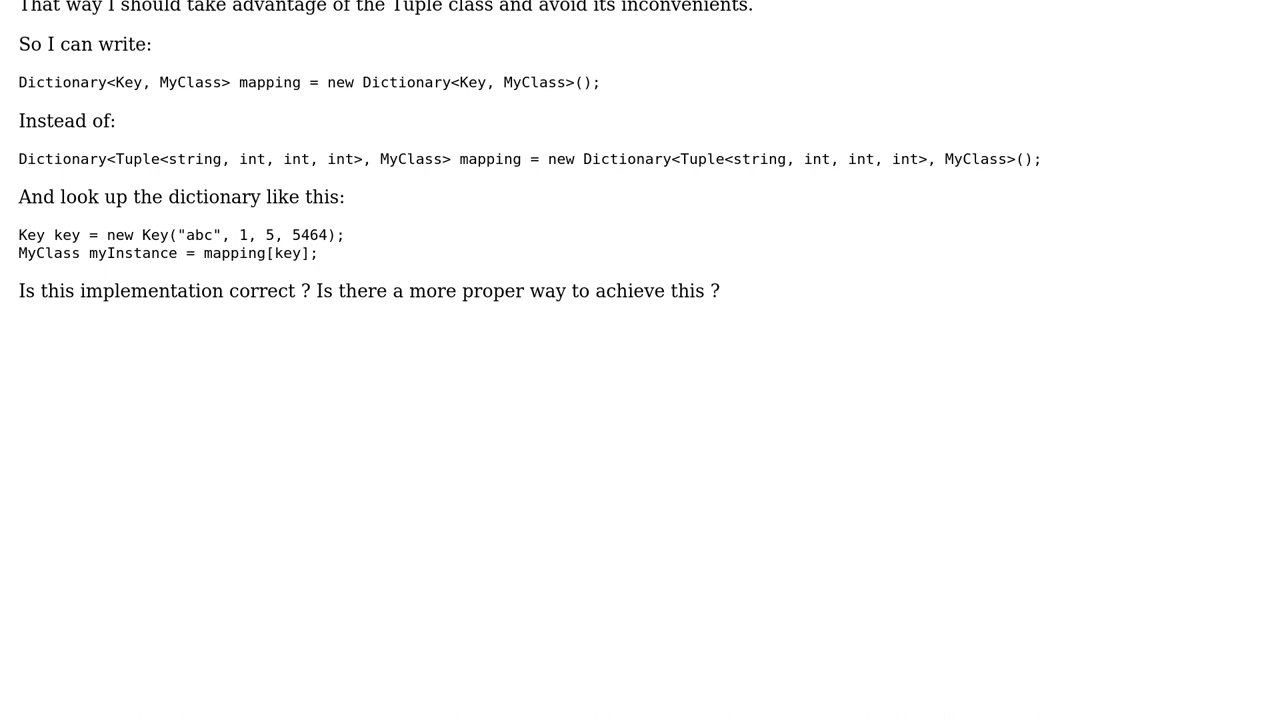 That way I should take advantage of the Tuple class and avoid its inconvenients.
So I can write:
Dictionary<Key, MyClass> mapping = new Dictionary<Key, MyClass>();
Instead of:
Dictionary<Tuple<string, int, int, int>, MyClass> mapping = new Dictionary<Tuple<string, int, int, int>, MyClass>();
And look up the dictionary like this:
Key key = new Key("abc", 1, 5, 5464);
MyClass myInstance = mapping[key];
Is this implementation correct ? Is there a more proper way to achieve this ?